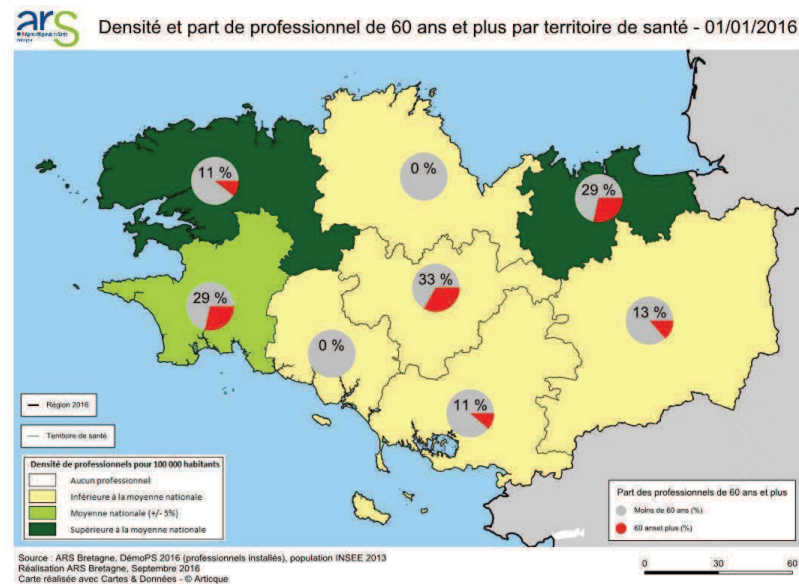 ars
Densité et part de professionnel de 60 ans et plus par territoire de santé - 01/01/2016
11 %
0 %
29 %
33 %
29 %
13 %
0 %
11 %
Région 2016
Territoire de santé
Densité de professionnels pour 100 000 habitants
Aucun professionnel
Inférieure à la moyenne nationale
Moyenne nationale (+/- 5%)
Supérieure à la moyenne nationale
Part des professionnels de 60 ans et plus
Moins de 60 ans (%)
60 anset plus (%)
Source : ARS Bretagne, DémoPS 2016 (professionnels installés), population INSEE 2013
Réalisation ARS Bretagne, Septembre 2016
Carte réalisée avec Cartes & Données - © Articque
0 30 60